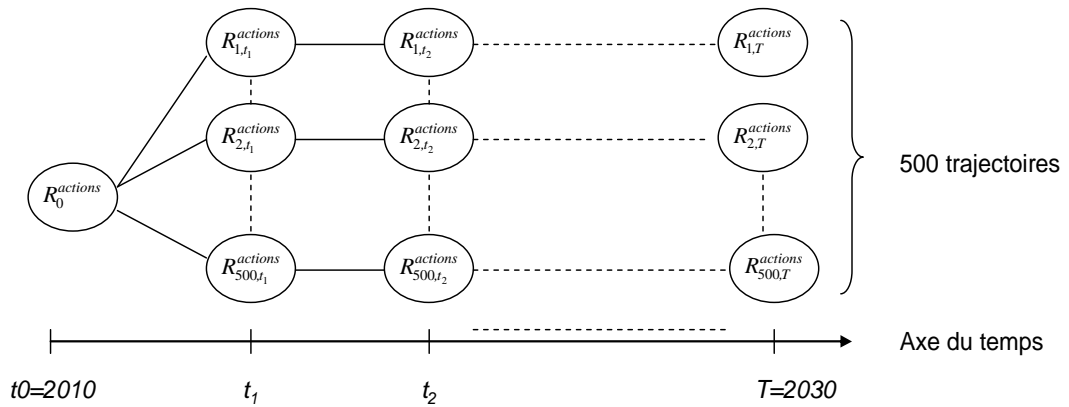 R_{1,t_1}^{actions} R_{1,t_2}^{actions} R_{1,T}^{actions}
R_{2,t_1}^{actions} R_{2,t_2}^{actions} R_{2,T}^{actions}
500 trajectoires
R_0^{actions}
R_{500,t_1}^{actions} R_{500,t_2}^{actions} R_{500,T}^{actions}
Axe du temps
t0=2010 t_1 t_2 T=2030